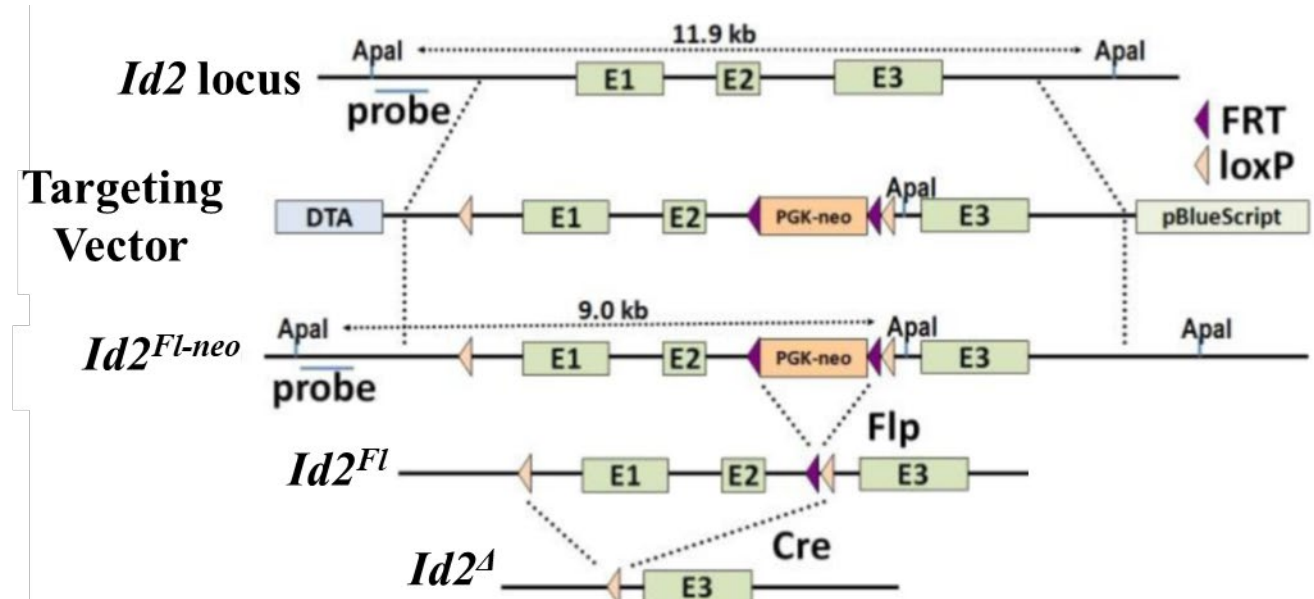 11.9 kb
ApaI ApaI
Id2 locus E1 E2 E3
probe
FRT
loxP
Targeting
Vector
ApaI
DTA E1 E2 PGK-neo E3 pBlueScript
9.0 kb
ApaI ApaI ApaI
Id2Fl-neo E1 E2 PGK-neo E3
probe
Flp
Id2Fl E1 E2 E3
Cre
Id2Δ E3